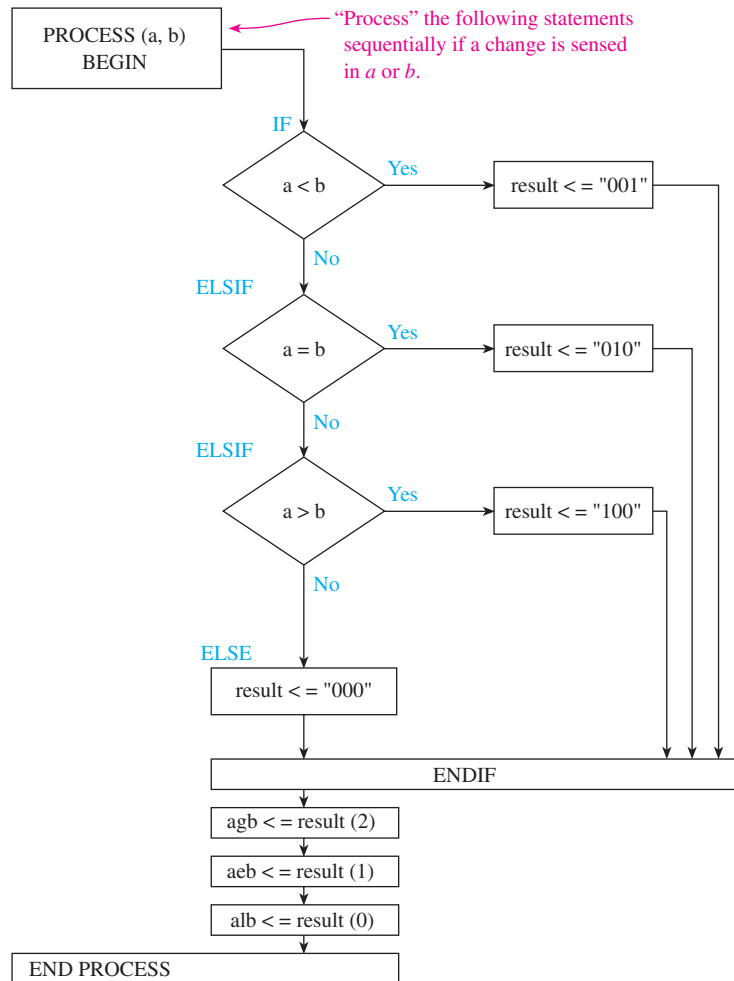 PROCESS (a, b)
BEGIN
“Process” the following statements
sequentially if a change is sensed
in a or b.
IF
a < b
Yes
result < = "001"
No
ELSIF
a = b
Yes
result < = "010"
No
ELSIF
a > b
Yes
result < = "100"
No
ELSE
result < = "000"
ENDIF
agb < = result (2)
aeb < = result (1)
alb < = result (0)
END PROCESS